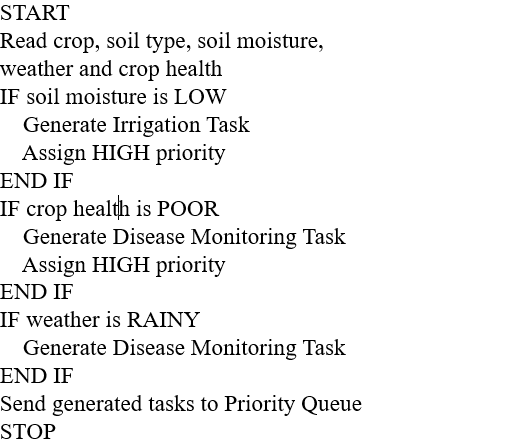 START
Read crop, soil type, soil moisture,
weather and crop health
IF soil moisture is LOW
    Generate Irrigation Task
    Assign HIGH priority
END IF
IF crop health is POOR
    Generate Disease Monitoring Task
    Assign HIGH priority
END IF
IF weather is RAINY
    Generate Disease Monitoring Task
END IF
Send generated tasks to Priority Queue
STOP